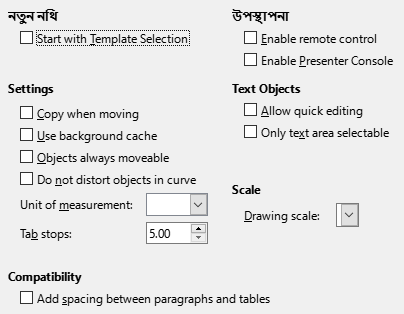 নতুন নথি
Start with Template Selection
উপস্থাপনা
Enable remote control
Enable Presenter Console
Settings
Copy when moving
Use background cache
Objects always moveable
Do not distort objects in curve
Unit of measurement:
Tab stops: 5.00
Text Objects
Allow quick editing
Only text area selectable
Scale
Drawing scale:
Compatibility
Add spacing between paragraphs and tables